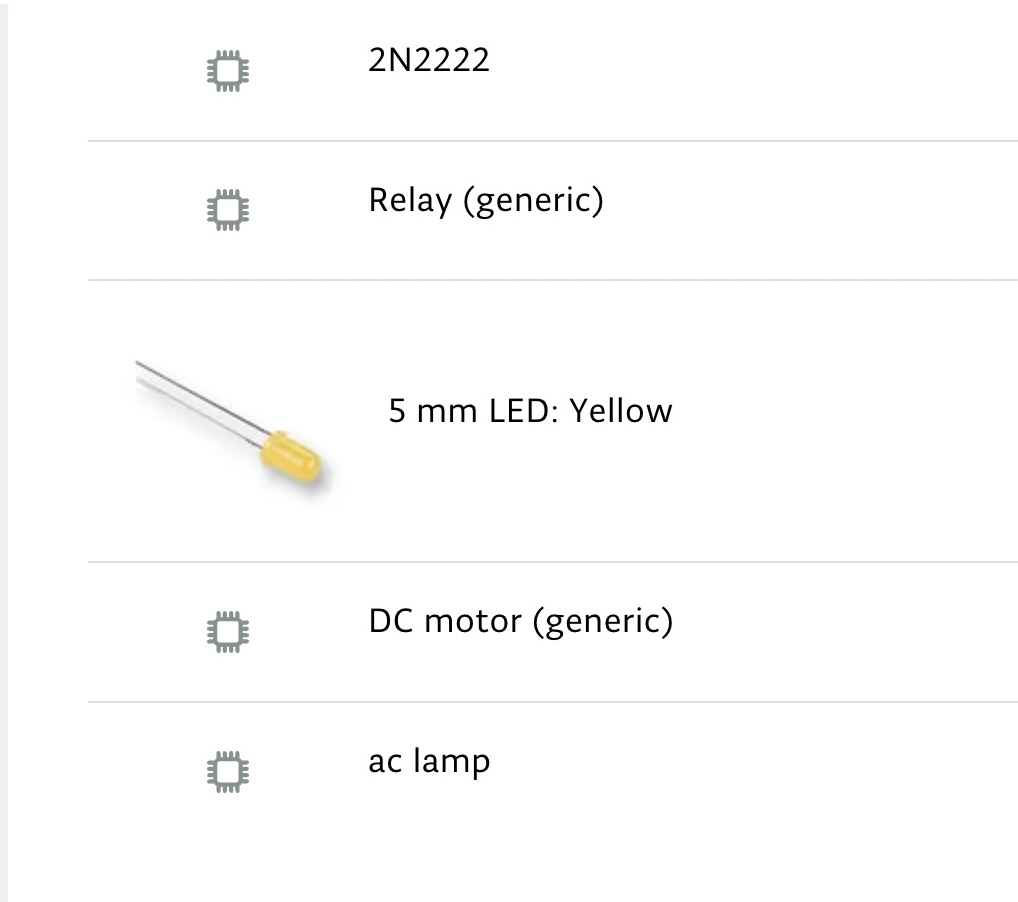 2N2222
Relay (generic)
5 mm LED: Yellow
DC motor (generic)
ac lamp